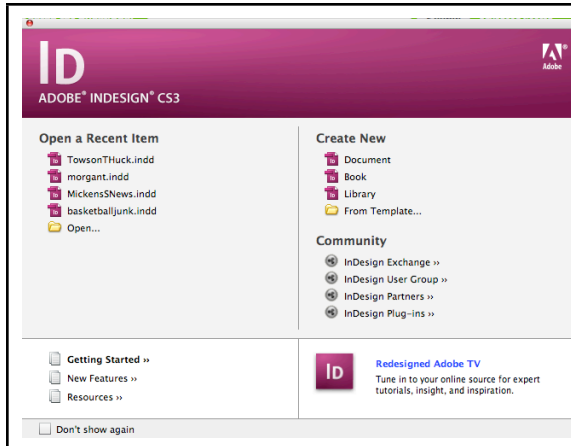 ID
Adobe
ADOBE® INDESIGN® CS3
Open a Recent Item
TowsonTHuck.indd
morgant.indd
MickensSNews.indd
basketballjunk.indd
Open...
Create New
Document
Book
Library
From Template...
Community
InDesign Exchange »
InDesign User Group »
InDesign Partners »
InDesign Plug-ins »
Getting Started »
New Features »
Resources »
ID
Redesigned Adobe TV
Tune in to your online source for expert
tutorials, insight, and inspiration.
Don't show again